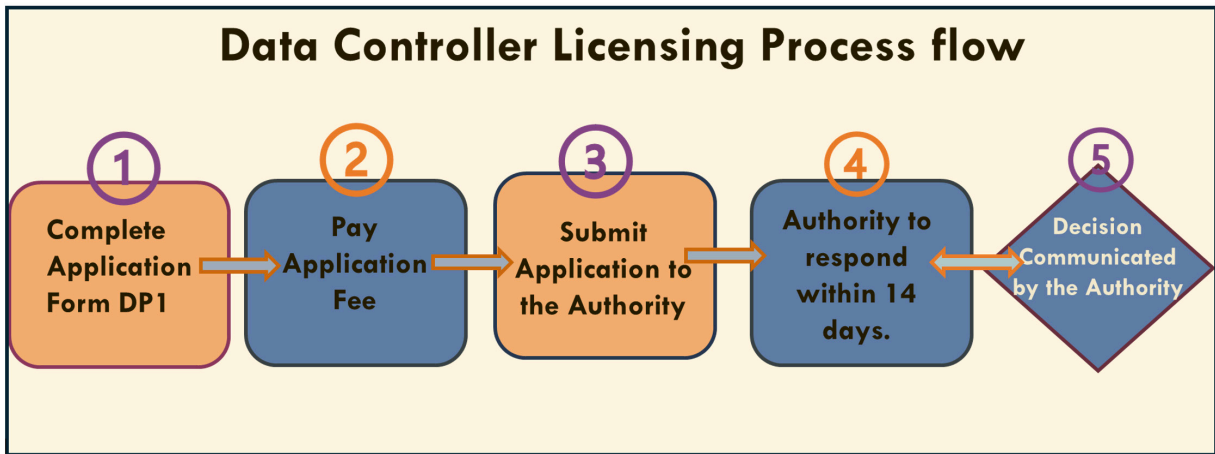 Data Controller Licensing Process flow
1
Complete
Application
Form DP1
2
Pay
Application
Fee
3
Submit
Application to
the Authority
4
Authority to
respond
within 14
days.
5
Decision
Communicated
by the Authority